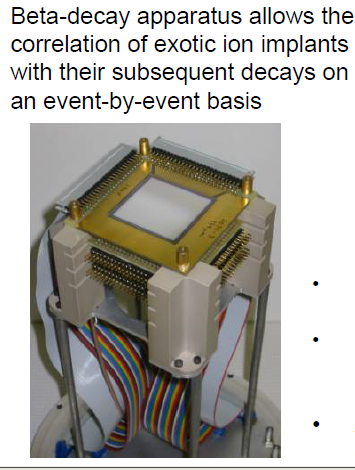 Beta-decay apparatus allows the
correlation of exotic ion implants
with their subsequent decays on
an event-by-event basis